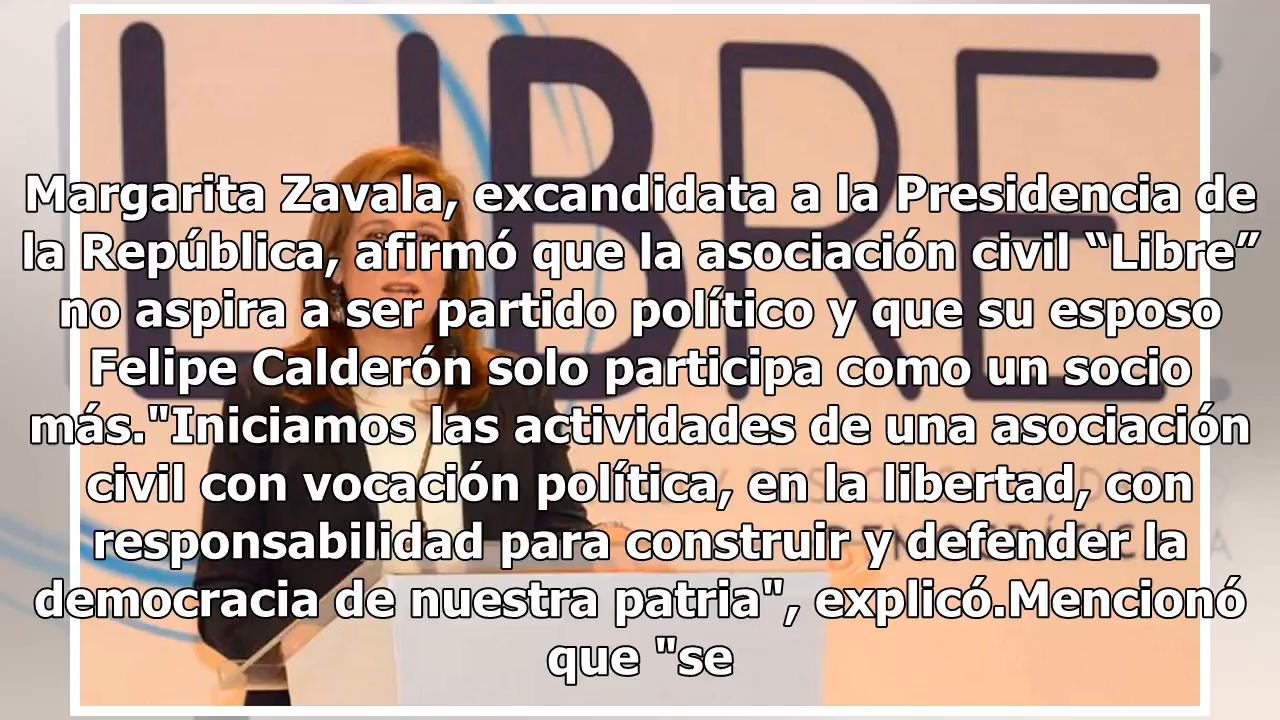 LIBRE
Margarita Zavala, excandidata a la Presidencia de
la República, afirmó que la asociación civil “Libre”
no aspira a ser partido político y que su esposo
Felipe Calderón solo participa como un socio
más."Iniciamos las actividades de una asociación
civil con vocación política, en la libertad, con
responsabilidad para construir y defender la
democracia de nuestra patria", explicó.Mencionó
que "se